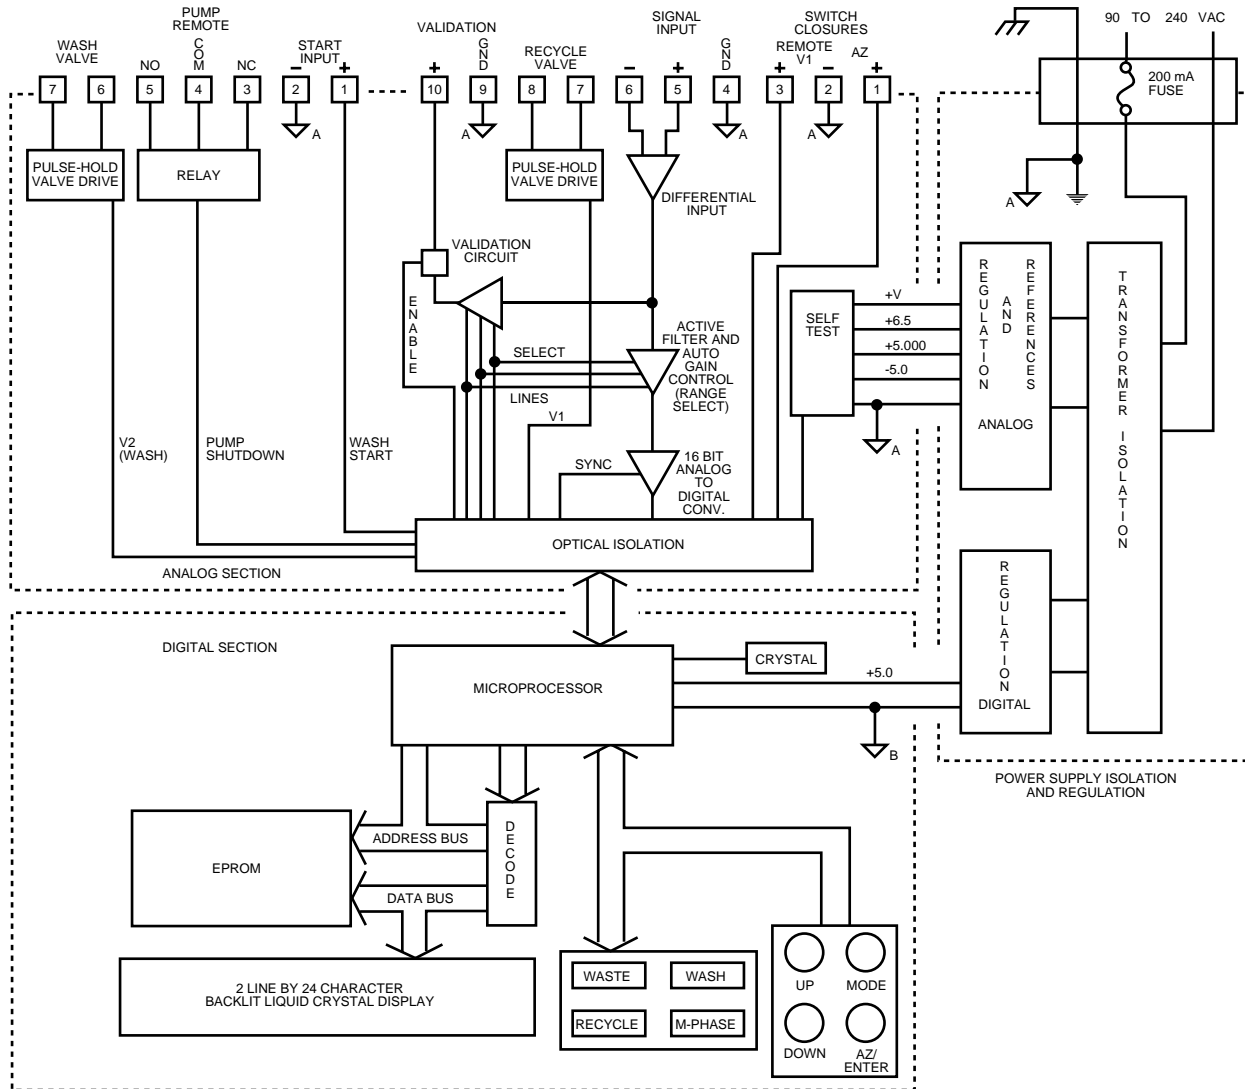 PUMP
REMOTE
SIGNAL
INPUT
SWITCH
CLOSURES
90 TO 240 VAC
WASH
VALVE
COM
START
INPUT
VALIDATION
GND
RECYCLE
VALVE
GND
REMOTE
V1
AZ
NO
NC
−
+
+
−
+
+
−
+
7
6
5
4
3
2
1
10
9
8
7
6
5
4
3
2
1
200 mA
FUSE
A
A
A
A
PULSE-HOLD
VALVE DRIVE
RELAY
PULSE-HOLD
VALVE DRIVE
DIFFERENTIAL
INPUT
A
VALIDATION
CIRCUIT
ENABLE
SELECT
LINES
ACTIVE
FILTER AND
AUTO
GAIN
CONTROL
(RANGE
SELECT)
SELF
TEST
+V
+6.5
+5.000
-5.0
A
REGULATION
AND
REFERENCES
ANALOG
TRANSFORMER ISOLATION
V1
V2
(WASH)
PUMP
SHUTDOWN
WASH
START
SYNC
16 BIT
ANALOG
TO
DIGITAL
CONV.
OPTICAL ISOLATION
ANALOG SECTION
DIGITAL SECTION
MICROPROCESSOR
CRYSTAL
+5.0
B
REGULATION
DIGITAL
POWER SUPPLY ISOLATION
AND REGULATION
EPROM
ADDRESS BUS
DATA BUS
DECODE
2 LINE BY 24 CHARACTER
BACKLIT LIQUID CRYSTAL DISPLAY
WASTE
WASH
RECYCLE
M-PHASE
UP
MODE
DOWN
AZ/
ENTER